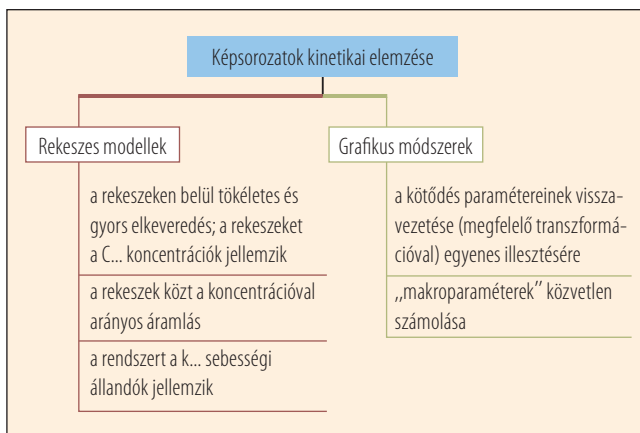 Képsorozatok kinetikai elemzése
Rekeszes modellek
a rekeszeken belül tökéletes és
gyors elkeveredés; a rekeszeket
a C... koncentrációk jellemzik
a rekeszek közt a koncentrációval
arányos áramlás
a rendszert a k... sebességi
állandók jellemzik
Grafikus módszerek
a kötődés paramétereinek vissza-
vezetése (megfelelő transzformá-
cióval) egyenes illesztésére
,,makroparaméterek'' közvetlen
számolása